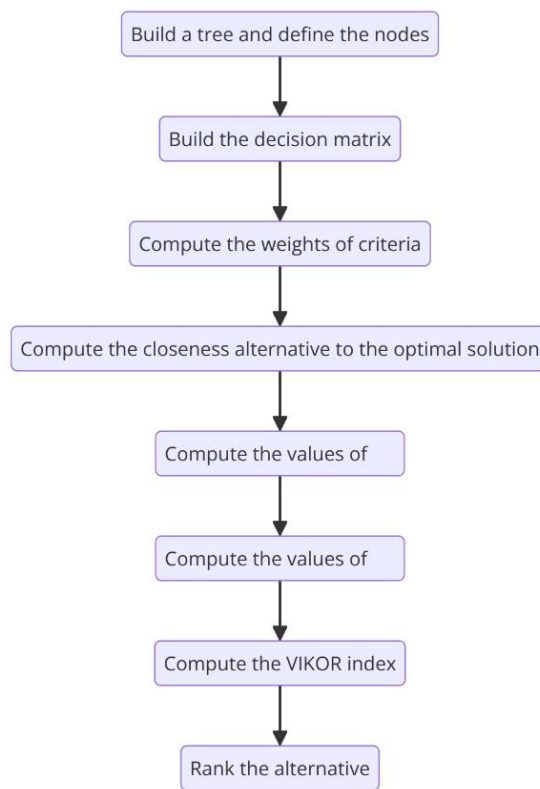 Build a tree and define the nodes
Build the decision matrix
Compute the weights of criteria
Compute the closeness alternative to the optimal solution
Compute the values of
Compute the values of
Compute the VIKOR index
Rank the alternative